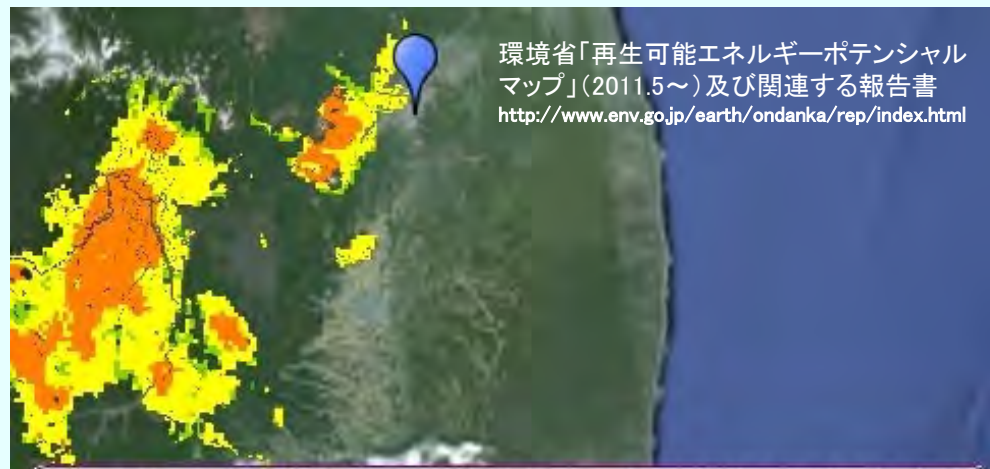 環境省「再生可能エネルギーポテンシャル
マップ」（2011.5～）及び関連する報告書
http://www.env.go.jp/earth/ondanka/rep/index.html